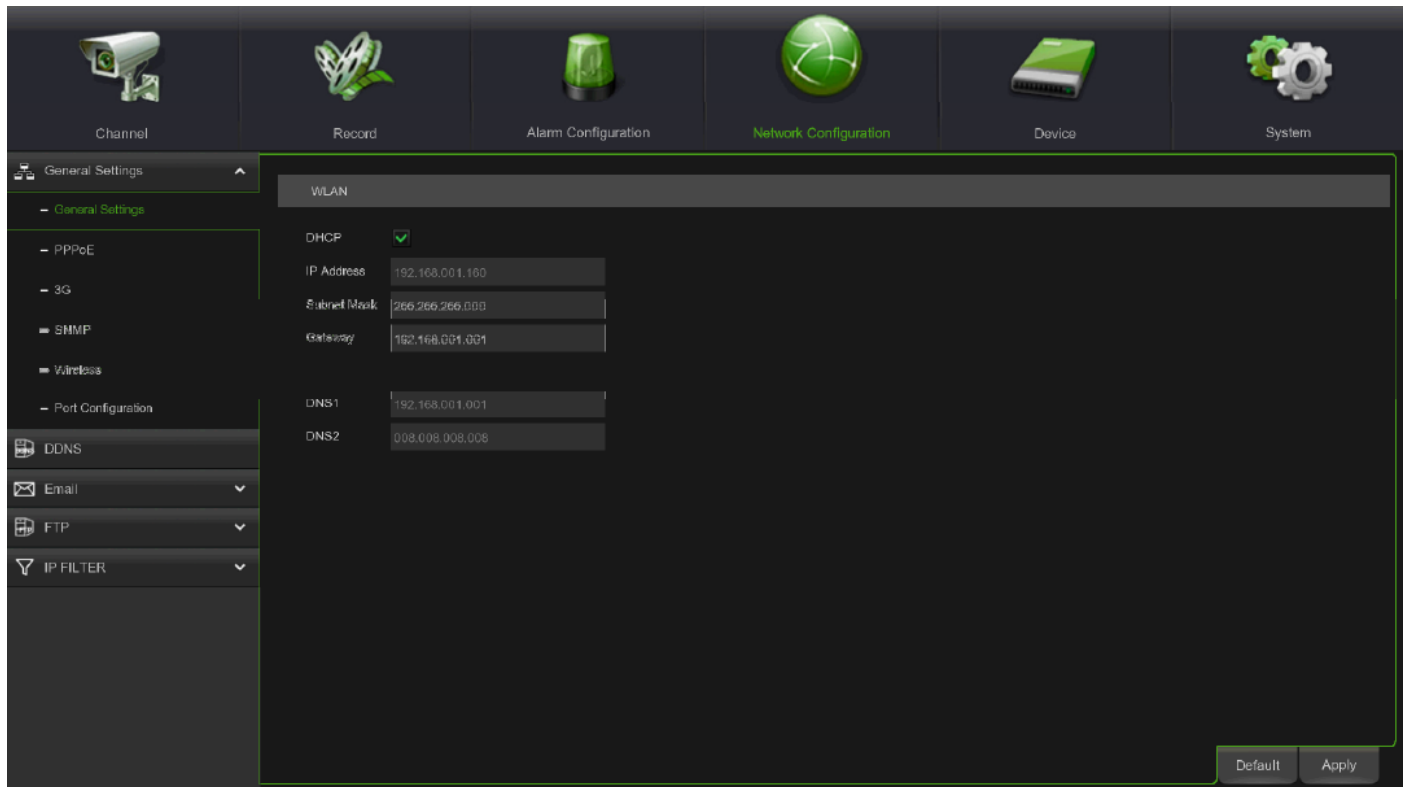 Channel
Record
Alarm Configuration
Network Configuration
Device
System
General Settings
General Settings
PPPoE
3G
SNMP
Wireless
Port Configuration
DDNS
Email
FTP
IP FILTER
WLAN
DHCP
IP Address 192.168.001.160
Subnet Mask 255.255.255.000
Gateway 192.168.001.001
DNS1 192.168.001.001
DNS2 008.008.008.008
Default
Apply